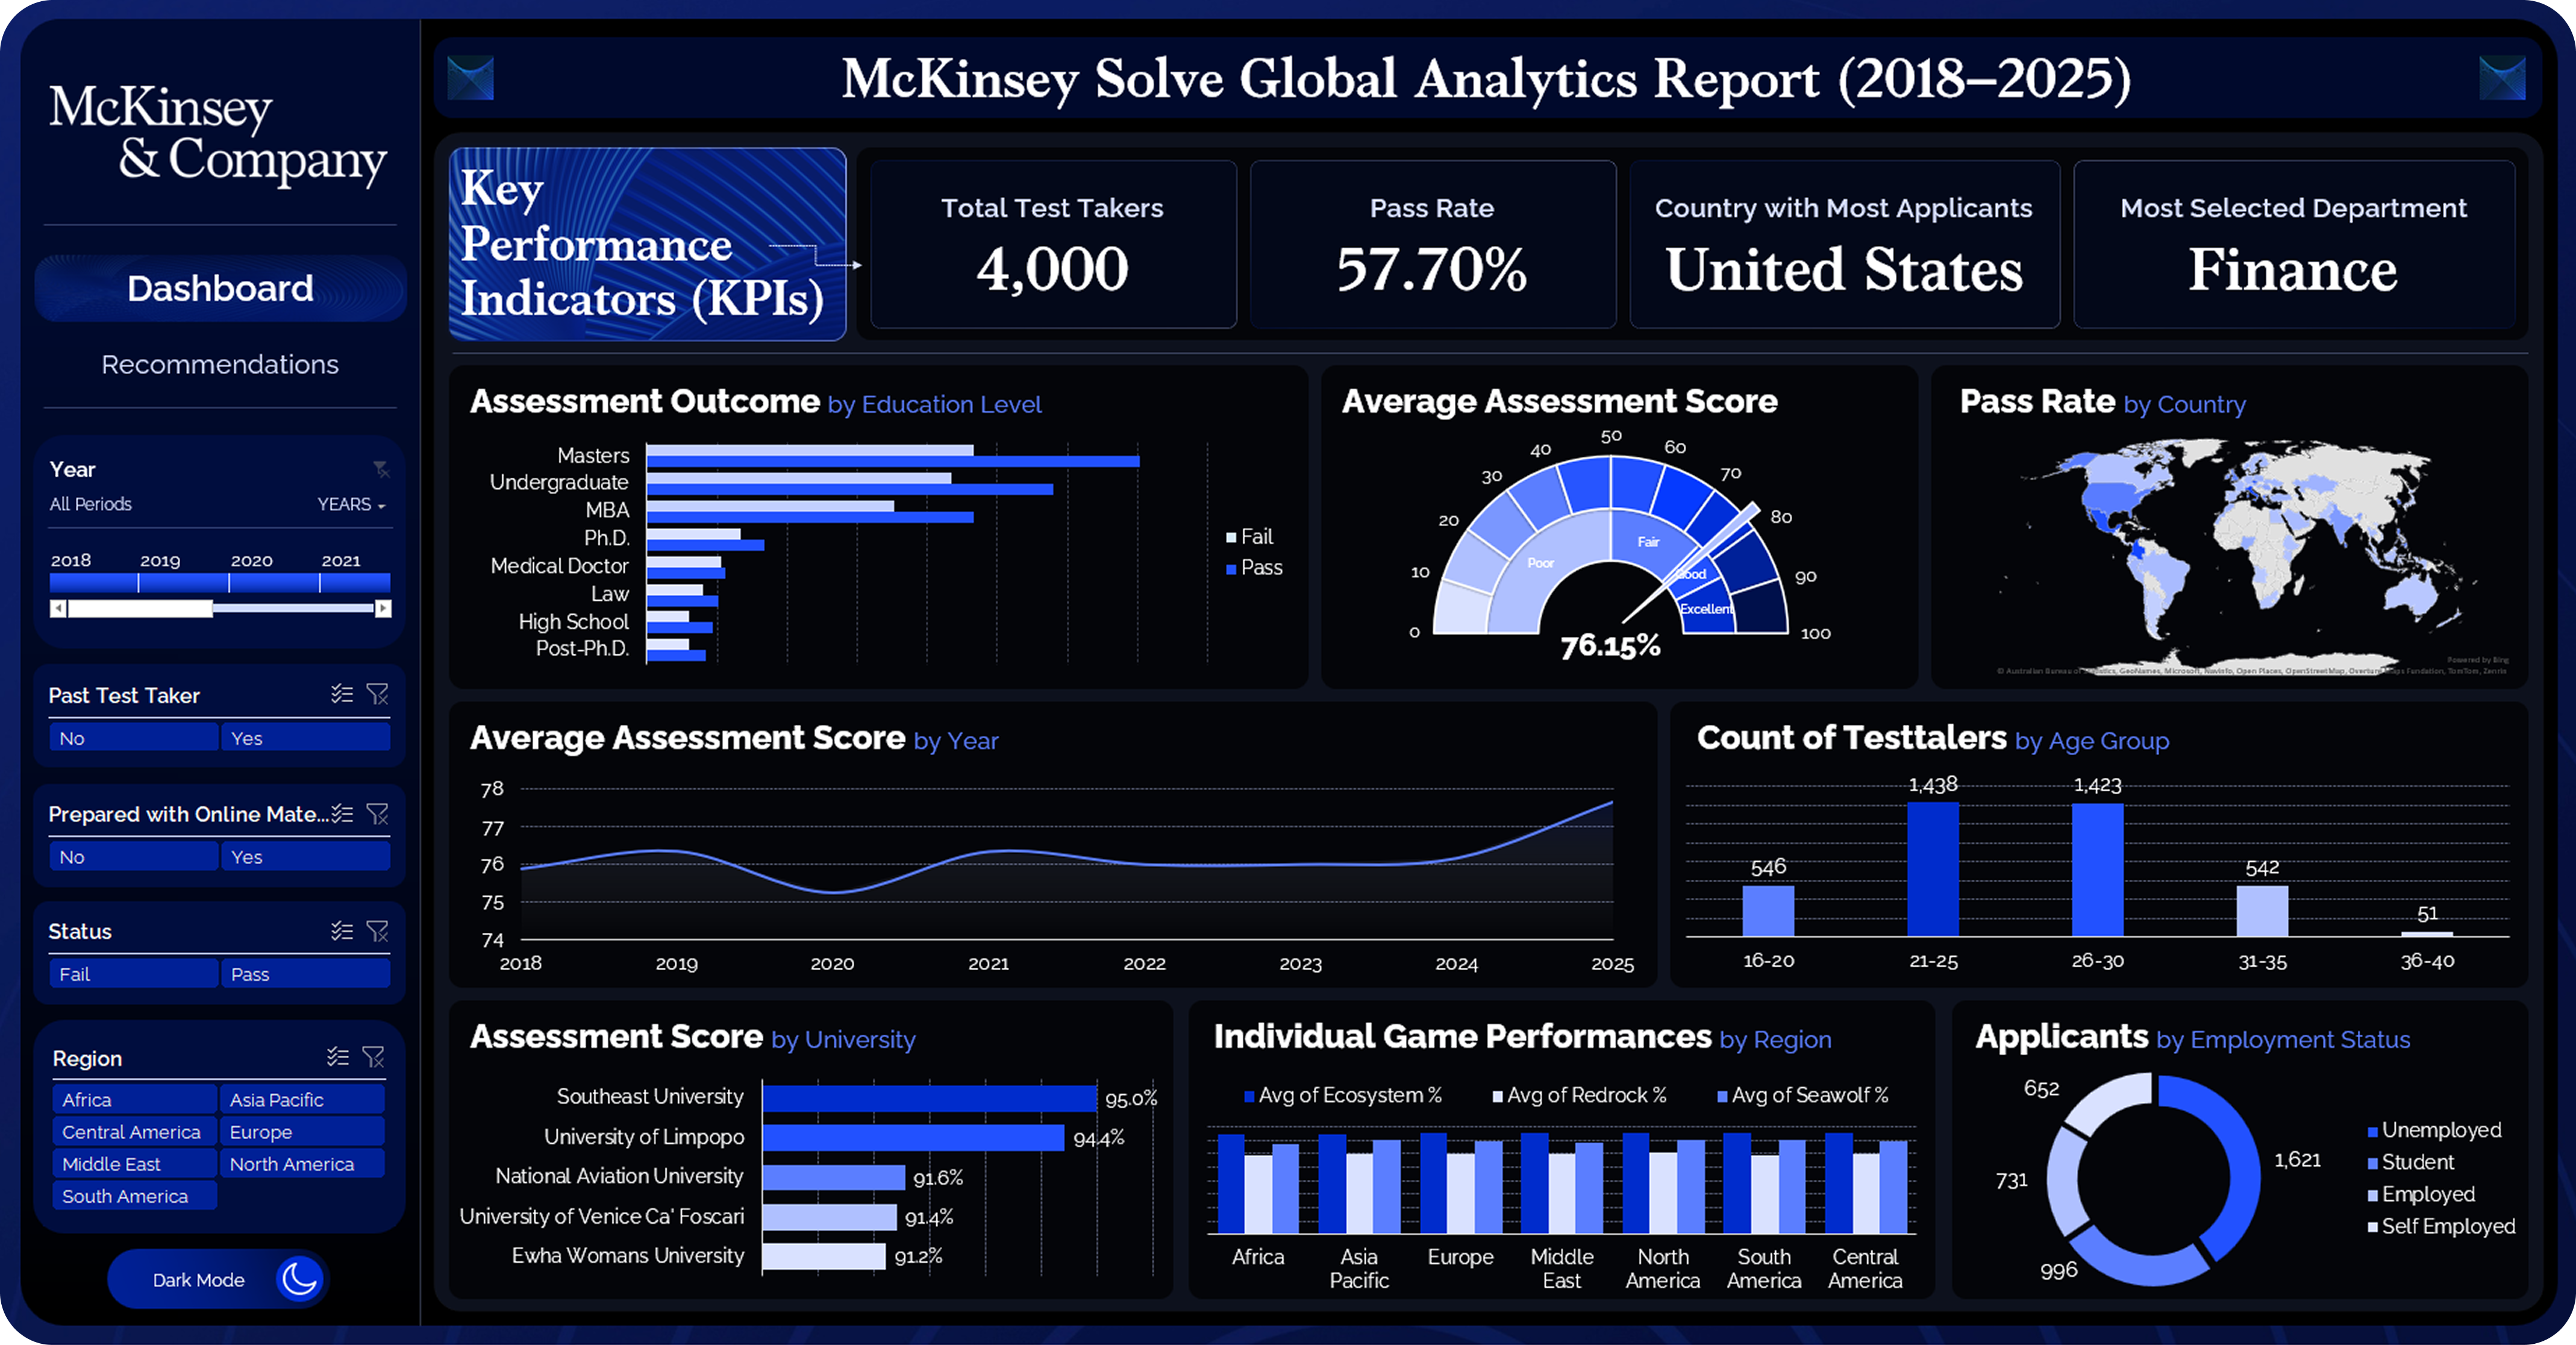 McKinsey
& Company
Dashboard
Recommendations
Year
All Periods YEARS
2018 2019 2020 2021
Past Test Taker
No Yes
Prepared with Online Mate...
No Yes
Status
Fail Pass
Region
Africa Asia Pacific
Central America Europe
Middle East North America
South America
Dark Mode
McKinsey Solve Global Analytics Report (2018–2025)
Key
Performance
Indicators (KPIs)
Total Test Takers
4,000
Pass Rate
57.70%
Country with Most Applicants
United States
Most Selected Department
Finance
Assessment Outcome by Education Level
Masters
Undergraduate
MBA
Ph.D.
Medical Doctor
Law
High School
Post-Ph.D.
Fail
Pass
Average Assessment Score
0
10
20
30
40
50
60
70
80
90
100
Poor
Fair
Good
Excellent
76.15%
Pass Rate by Country
Powered by Bing
Average Assessment Score by Year
78
77
76
75
74
2018 2019 2020 2021 2022 2023 2024 2025
Count of Testtalers by Age Group
546 1,438 1,423 542 51
16-20 21-25 26-30 31-35 36-40
Assessment Score by University
Southeast University 95.0%
University of Limpopo 94.4%
National Aviation University 91.6%
University of Venice Ca' Foscari 91.4%
Ewha Womans University 91.2%
Individual Game Performances by Region
Avg of Ecosystem % Avg of Redrock % Avg of Seawolf %
Africa Asia Pacific Europe Middle East North America South America Central America
Applicants by Employment Status
652
731
996
1,621
Unemployed
Student
Employed
Self Employed